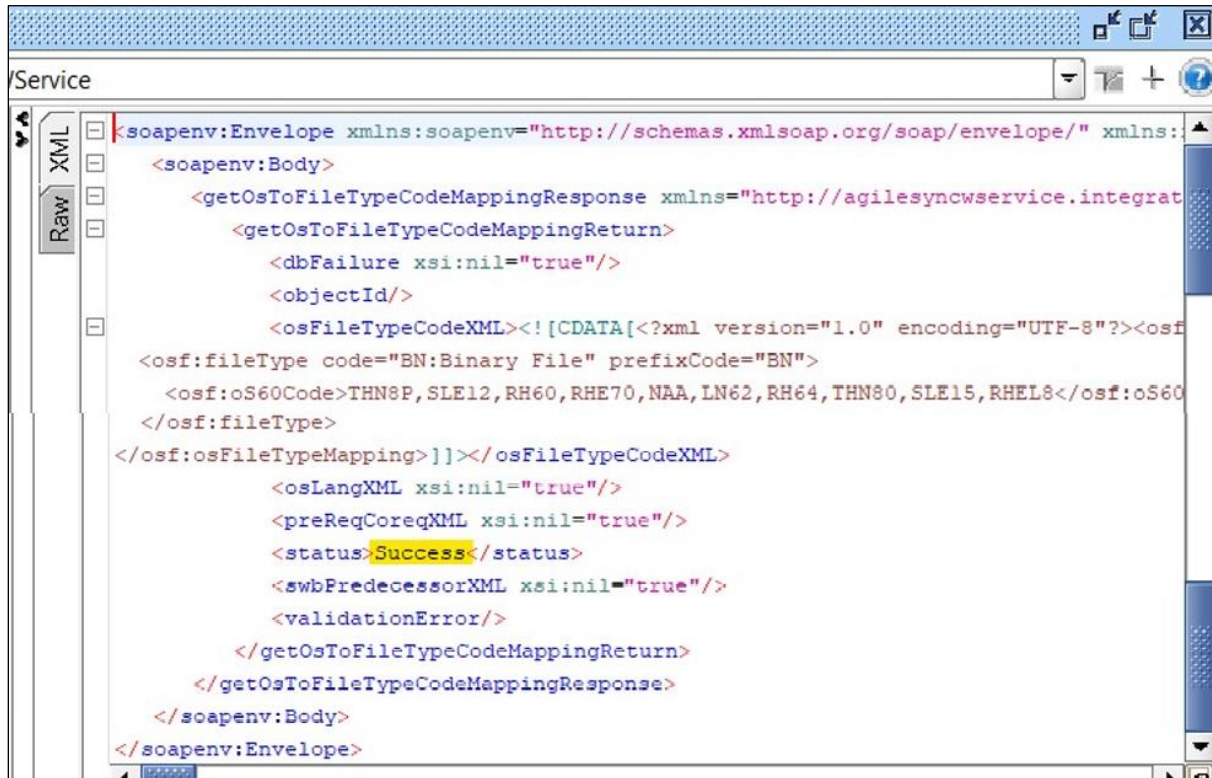 /Service
XML
Raw
<soapenv:Envelope xmlns:soapenv="http://schemas.xmlsoap.org/soap/envelope/" xmlns:
<soapenv:Body>
<getOsToFileTypeCodeMappingResponse xmlns="http://agilesyncwservice.integrat
<getOsToFileTypeCodeMappingReturn>
<dbFailure xsi:nil="true"/>
<objectId/>
<osFileTypeCodeXML><![CDATA[<?xml version="1.0" encoding="UTF-8"?><osf
<osf:fileType code="BN:Binary File" prefixCode="BN">
<osf:oS60Code>THN8P,SLE12,RH60,RHE70,NAA,LN62,RH64,THN80,SLE15,RHEL8</osf:oS60
</osf:fileType>
</osf:osFileTypeMapping>]]></osFileTypeCodeXML>
<osLangXML xsi:nil="true"/>
<preReqCoreqXML xsi:nil="true"/>
<status>Success</status>
<swbPredecessorXML xsi:nil="true"/>
<validationError/>
</getOsToFileTypeCodeMappingReturn>
</getOsToFileTypeCodeMappingResponse>
</soapenv:Body>
</soapenv:Envelope>